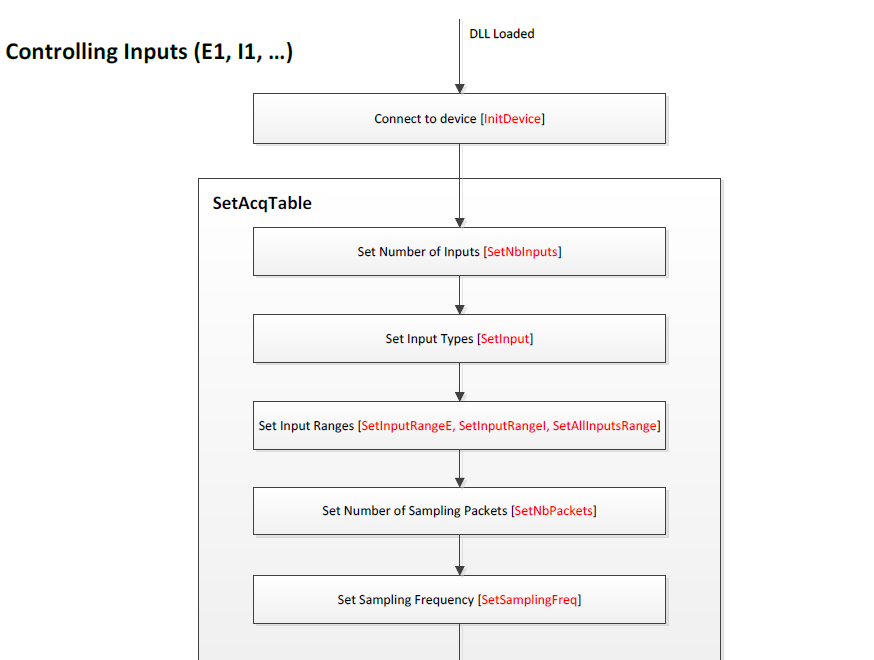 DLL Loaded
Controlling Inputs (E1, I1, ...)
Connect to device [InitDevice]
SetAcqTable
Set Number of Inputs [SetNbInputs]
Set Input Types [SetInput]
Set Input Ranges [SetInputRangeE, SetInputRangeI, SetAllInputsRange]
Set Number of Sampling Packets [SetNbPackets]
Set Sampling Frequency [SetSamplingFreq]